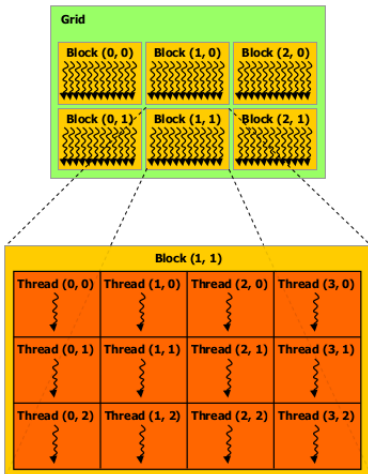 Grid
Block (0, 0) Block (1, 0) Block (2, 0)
Block (0, 1) Block (1, 1) Block (2, 1)
Block (1, 1)
Thread (0, 0) Thread (1, 0) Thread (2, 0) Thread (3, 0)
Thread (0, 1) Thread (1, 1) Thread (2, 1) Thread (3, 1)
Thread (0, 2) Thread (1, 2) Thread (2, 2) Thread (3, 2)